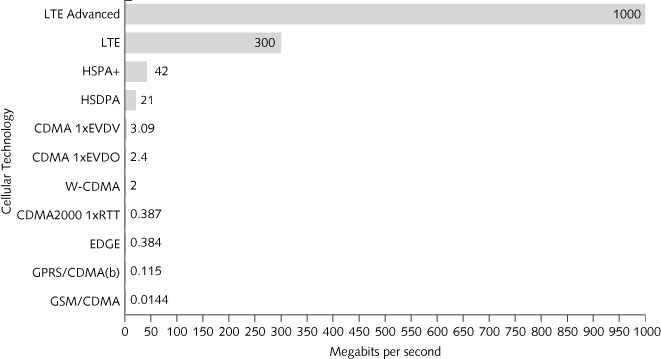 LTE Advanced 1000
LTE 300
HSPA+ 42
HSDPA 21
CDMA 1xEVDV 3.09
CDMA 1xEVDO 2.4
W-CDMA 2
CDMA2000 1xRTT 0.387
EDGE 0.384
GPRS/CDMA(b) 0.115
GSM/CDMA 0.0144
Cellular Technology
0 50 100 150 200 250 300 350 400 450 500 550 600 650 700 750 800 850 900 950 1000
Megabits per second